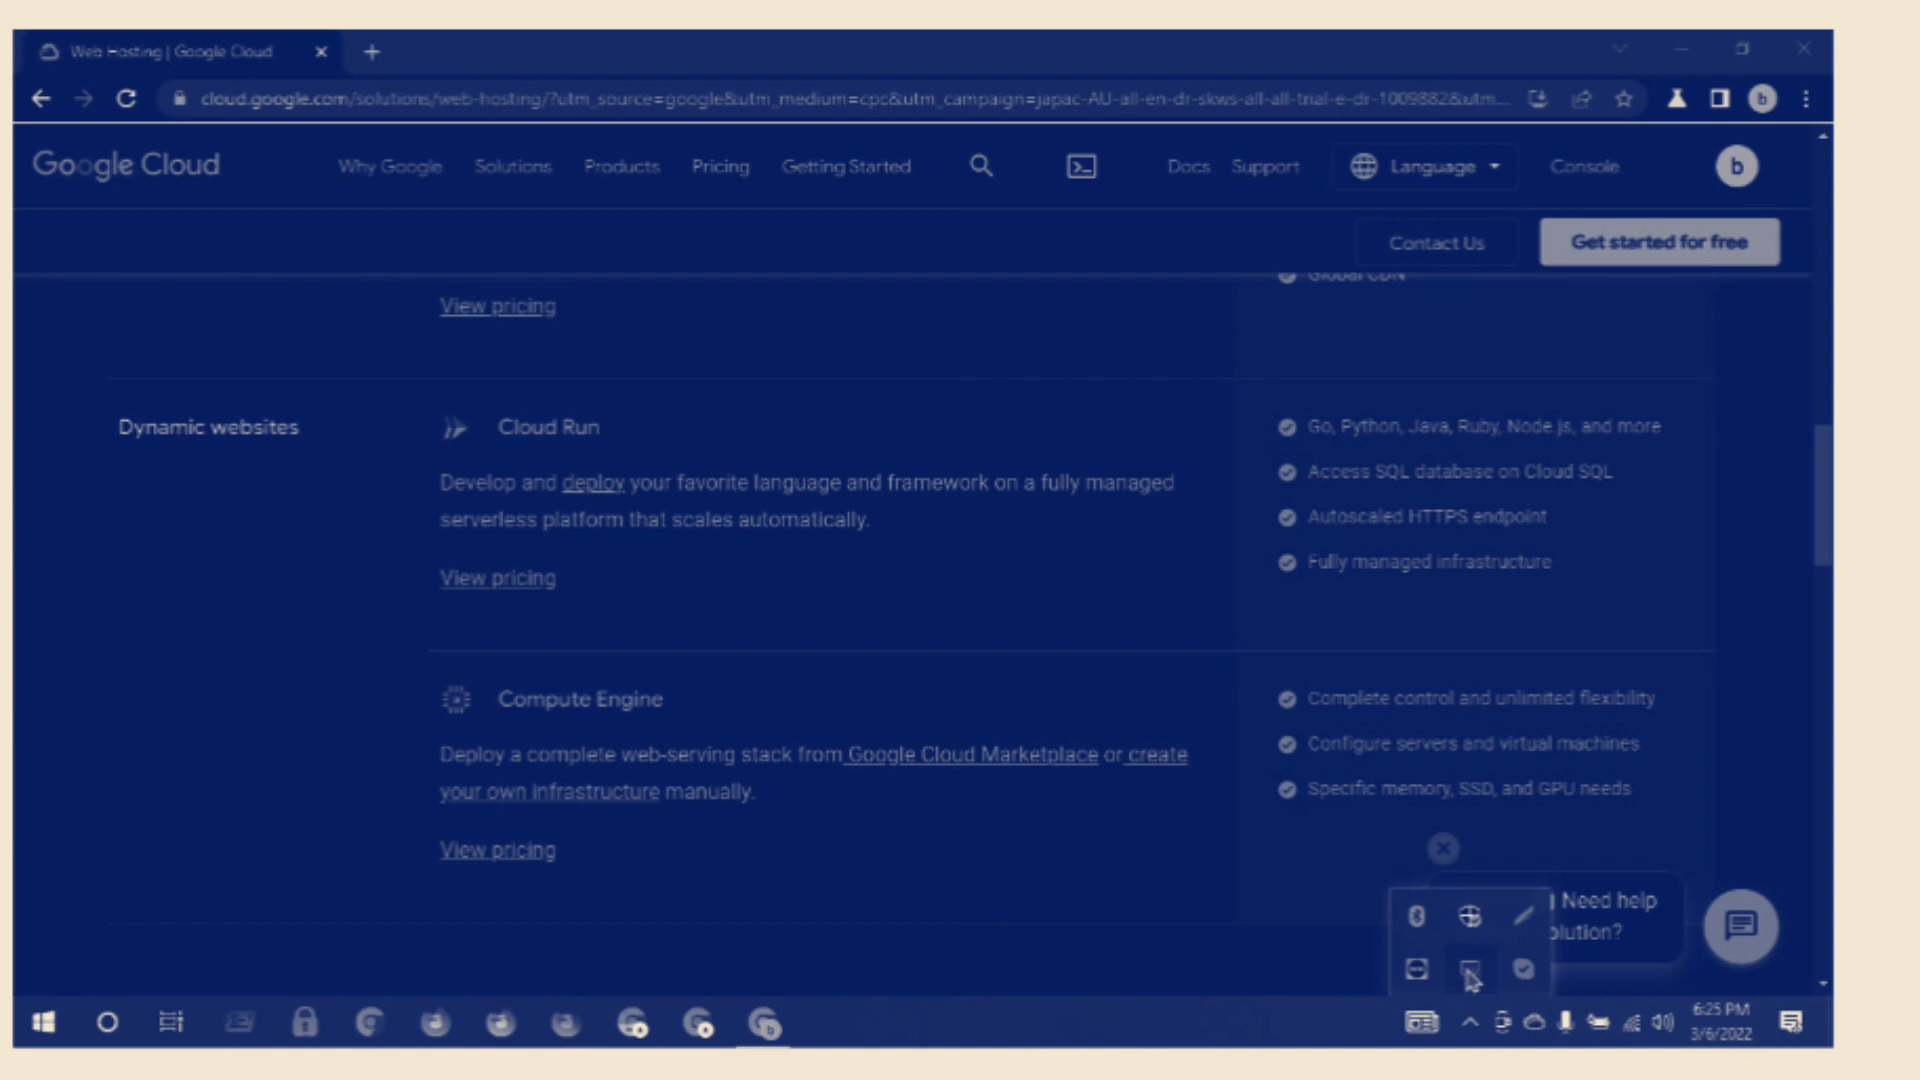 Web Hosting | Google Cloud
cloud.google.com/solutions/web-hosting/?utm_source=google&utm_medium=cpc&utm_campaign=japac-AU-all-en-dr-skws-all-all-trial-e-dr-1009882&utm...
b
Google Cloud
Why Google
Solutions
Products
Pricing
Getting Started
Docs
Support
Language
Console
b
Contact Us
Get started for free
Global CDN
View pricing
Dynamic websites
Cloud Run
Develop and deploy your favorite language and framework on a fully managed
serverless platform that scales automatically.
View pricing
Go, Python, Java, Ruby, Node.js, and more
Access SQL database on Cloud SQL
Autoscaled HTTPS endpoint
Fully managed infrastructure
Compute Engine
Deploy a complete web-serving stack from Google Cloud Marketplace or create
your own infrastructure manually.
View pricing
Complete control and unlimited flexibility
Configure servers and virtual machines
Specific memory, SSD, and GPU needs
Need help
olution?
6:25 PM
3/6/2022